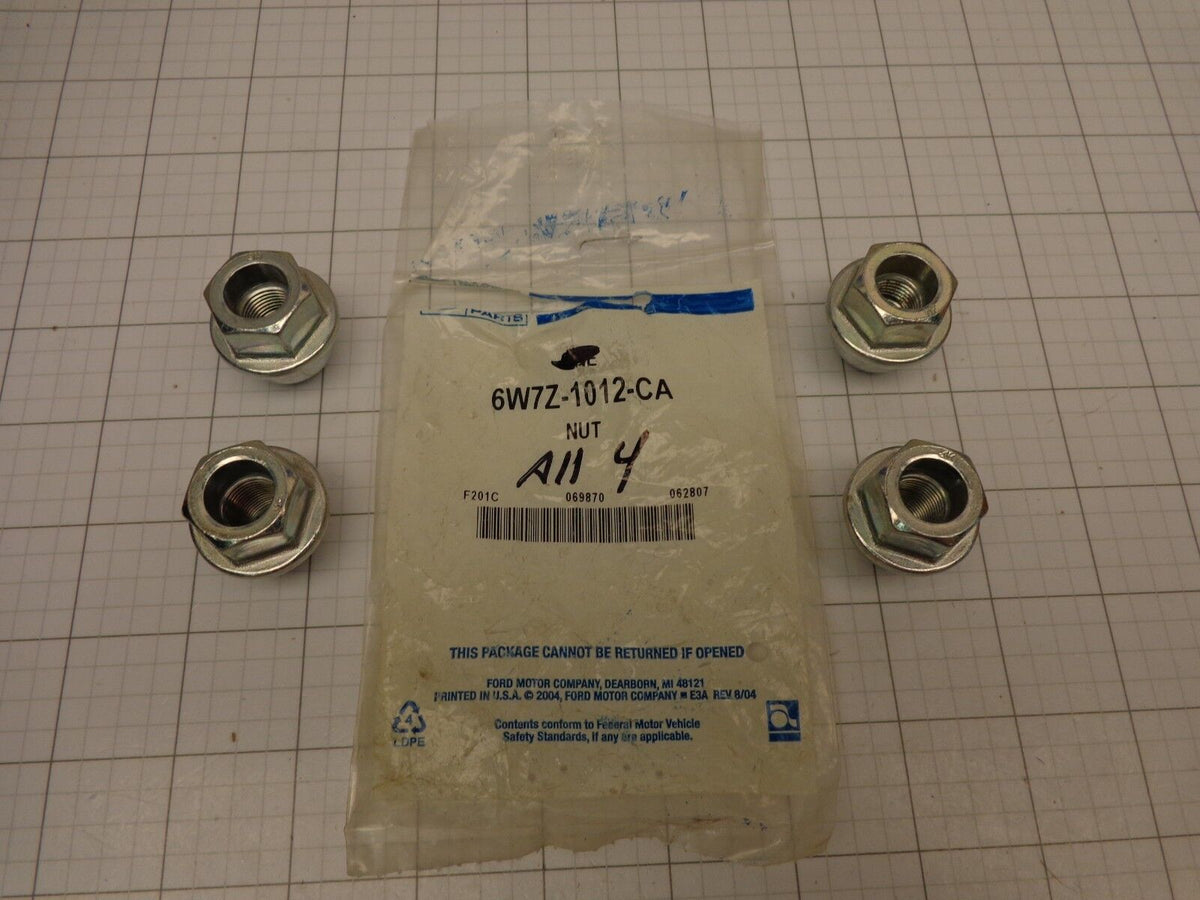 PARTS
6W7Z-1012-CA
NUT
All 4
F201C 069870 062807
THIS PACKAGE CANNOT BE RETURNED IF OPENED
FORD MOTOR COMPANY, DEARBORN, MI 48121
PRINTED IN U.S.A. © 2004, FORD MOTOR COMPANY E3A REV 8/04
Contents conform to Federal Motor Vehicle
Safety Standards, if any are applicable.
4
LDPE